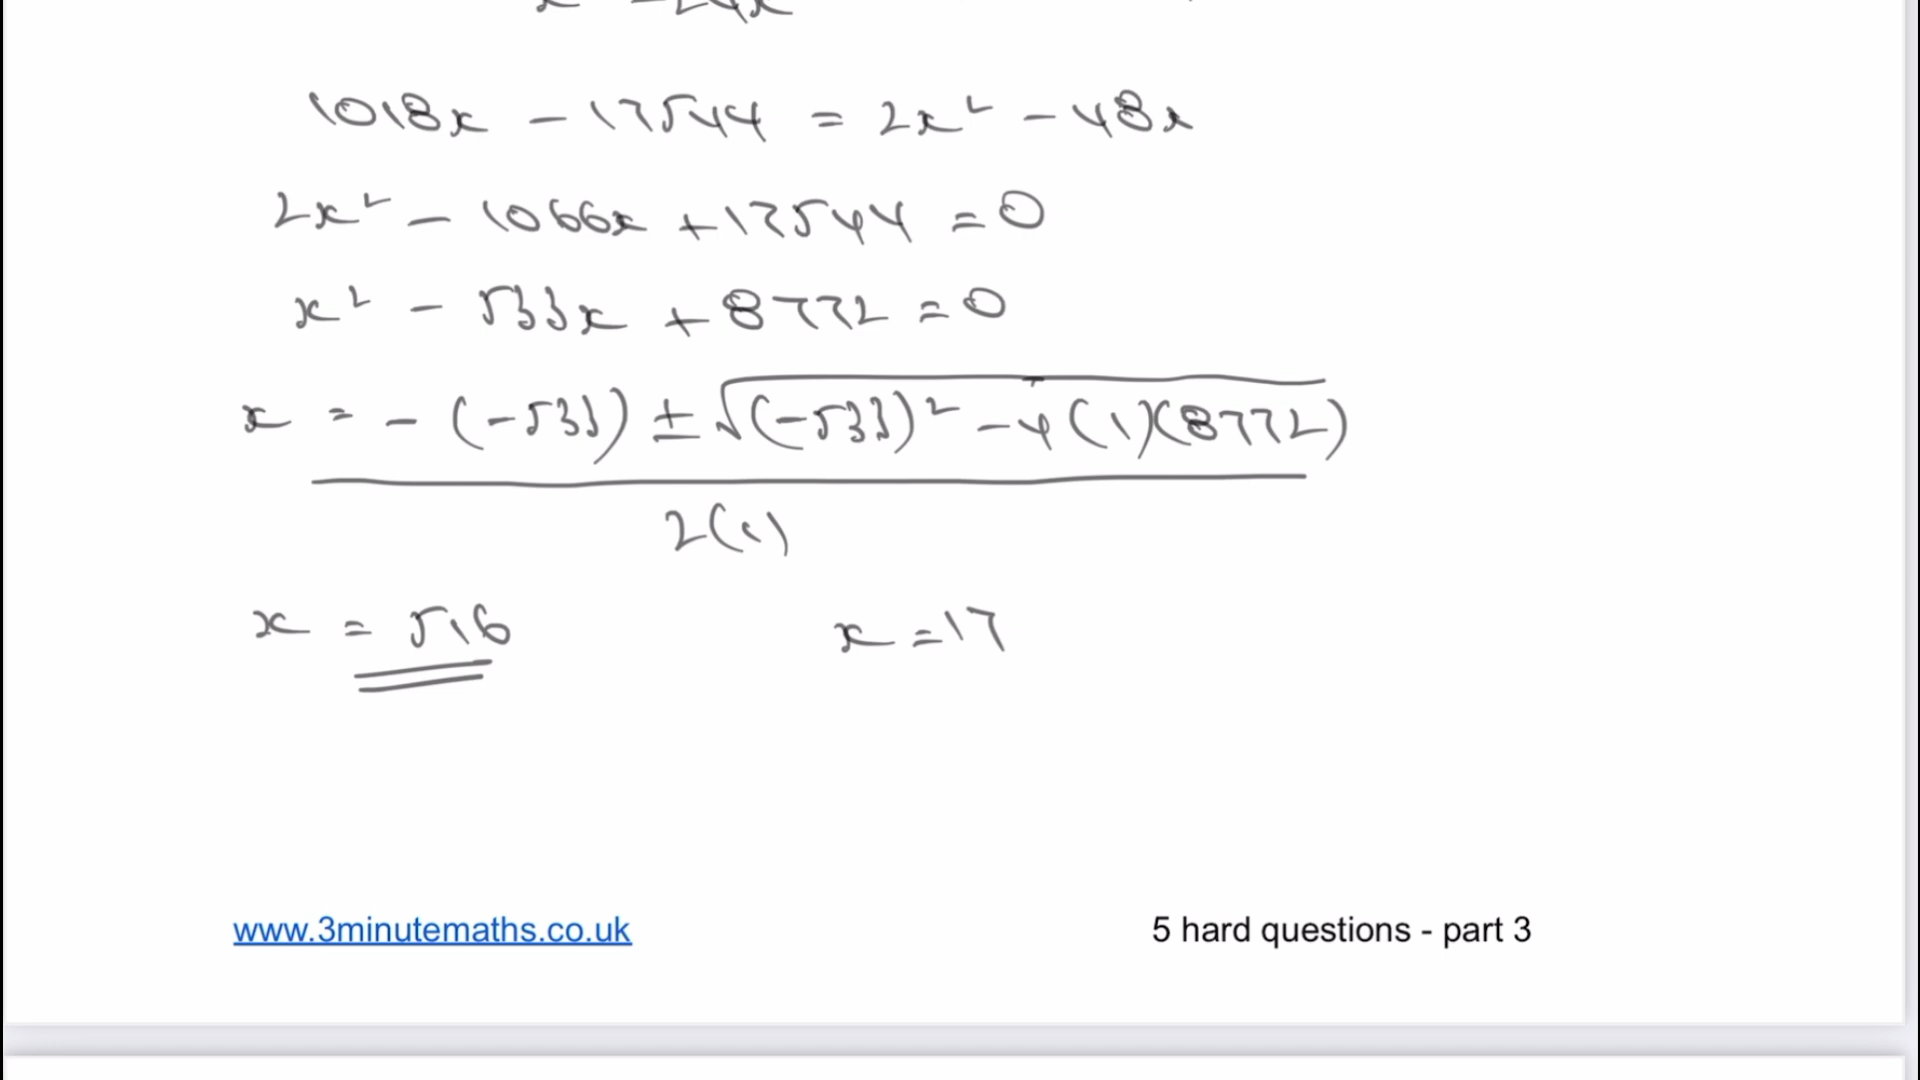 1018x - 17544 = 2x² - 48x
2x² - 1066x + 17544 = 0
x² - 533x + 8772 = 0
x = -(-533) ± √(-533)² - 4(1)(8772)
2(1)
x = 516 x = 17
www.3minutemaths.co.uk 5 hard questions - part 3